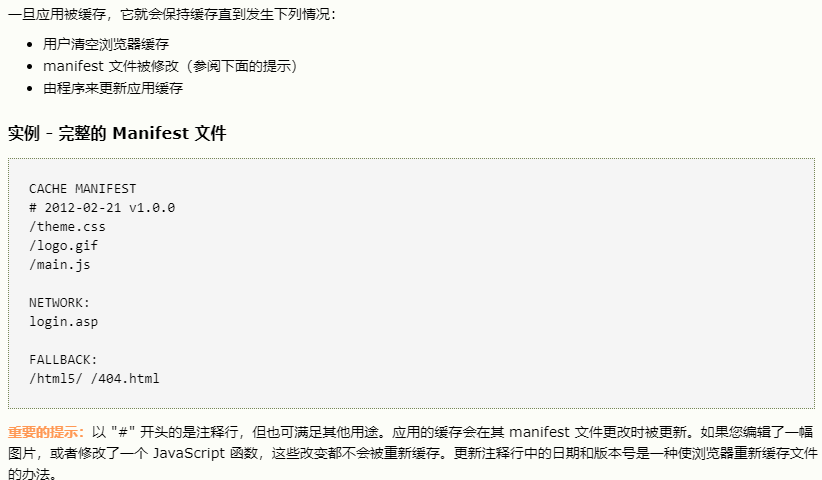 一旦应用被缓存，它就会保持缓存直到发生下列情况：
• 用户清空浏览器缓存
• manifest 文件被修改（参阅下面的提示）
• 由程序来更新应用缓存
实例 - 完整的 Manifest 文件
CACHE MANIFEST
# 2012-02-21 v1.0.0
/theme.css
/logo.gif
/main.js
NETWORK:
login.asp
FALLBACK:
/html5/ /404.html
重要的提示：以 "#" 开头的是注释行，但也可满足其他用途。应用的缓存会在其 manifest 文件更改时被更新。如果您编辑了一幅
图片，或者修改了一个 JavaScript 函数，这些改变都不会被重新缓存。更新注释行中的日期和版本号是一种使浏览器重新缓存文件
的办法。